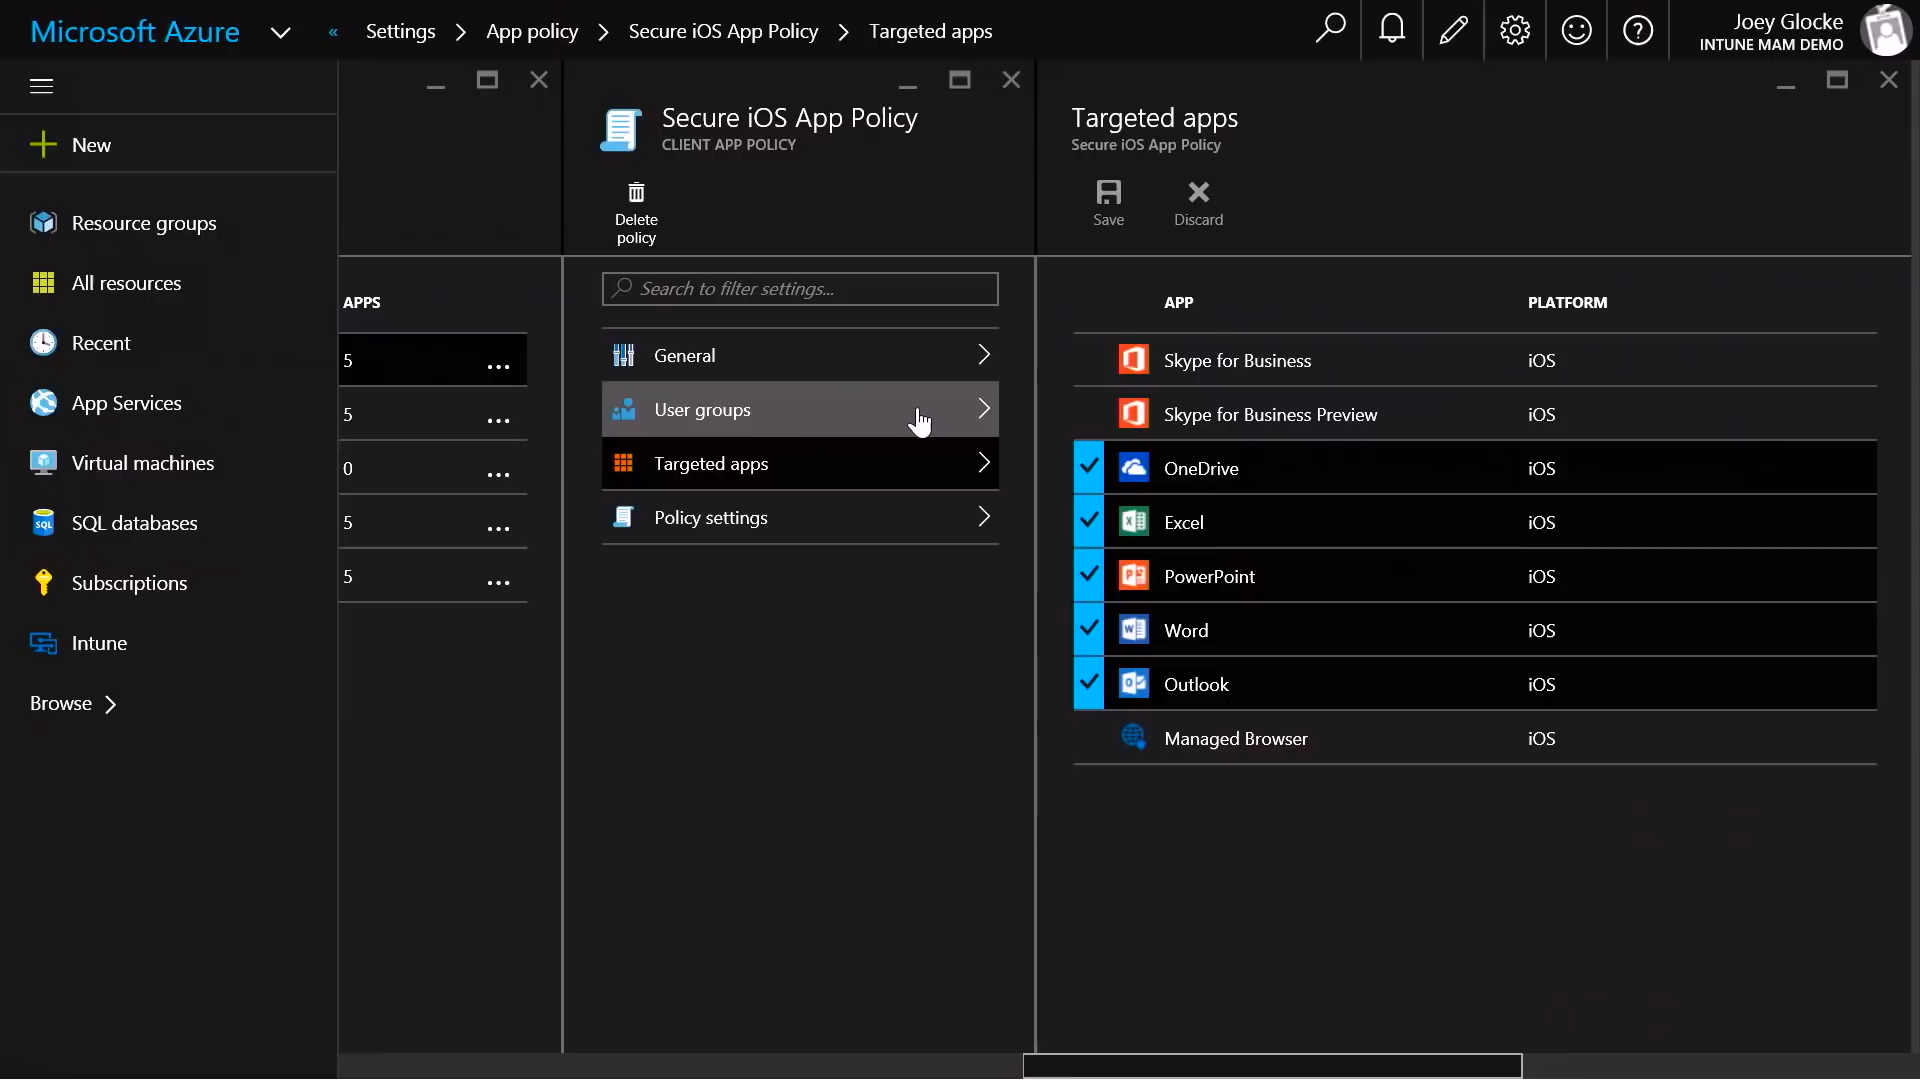 Microsoft Azure
« Settings > App policy > Secure iOS App Policy > Targeted apps
Joey Glocke
INTUNE MAM DEMO
New
Resource groups
All resources
Recent
App Services
Virtual machines
SQL databases
Subscriptions
Intune
Browse >
APPS
5 ...
5 ...
0 ...
5 ...
5 ...
Secure iOS App Policy
CLIENT APP POLICY
Delete
policy
Search to filter settings...
General
User groups
Targeted apps
Policy settings
Targeted apps
Secure iOS App Policy
Save Discard
APP PLATFORM
Skype for Business iOS
Skype for Business Preview iOS
OneDrive iOS
Excel iOS
PowerPoint iOS
Word iOS
Outlook iOS
Managed Browser iOS